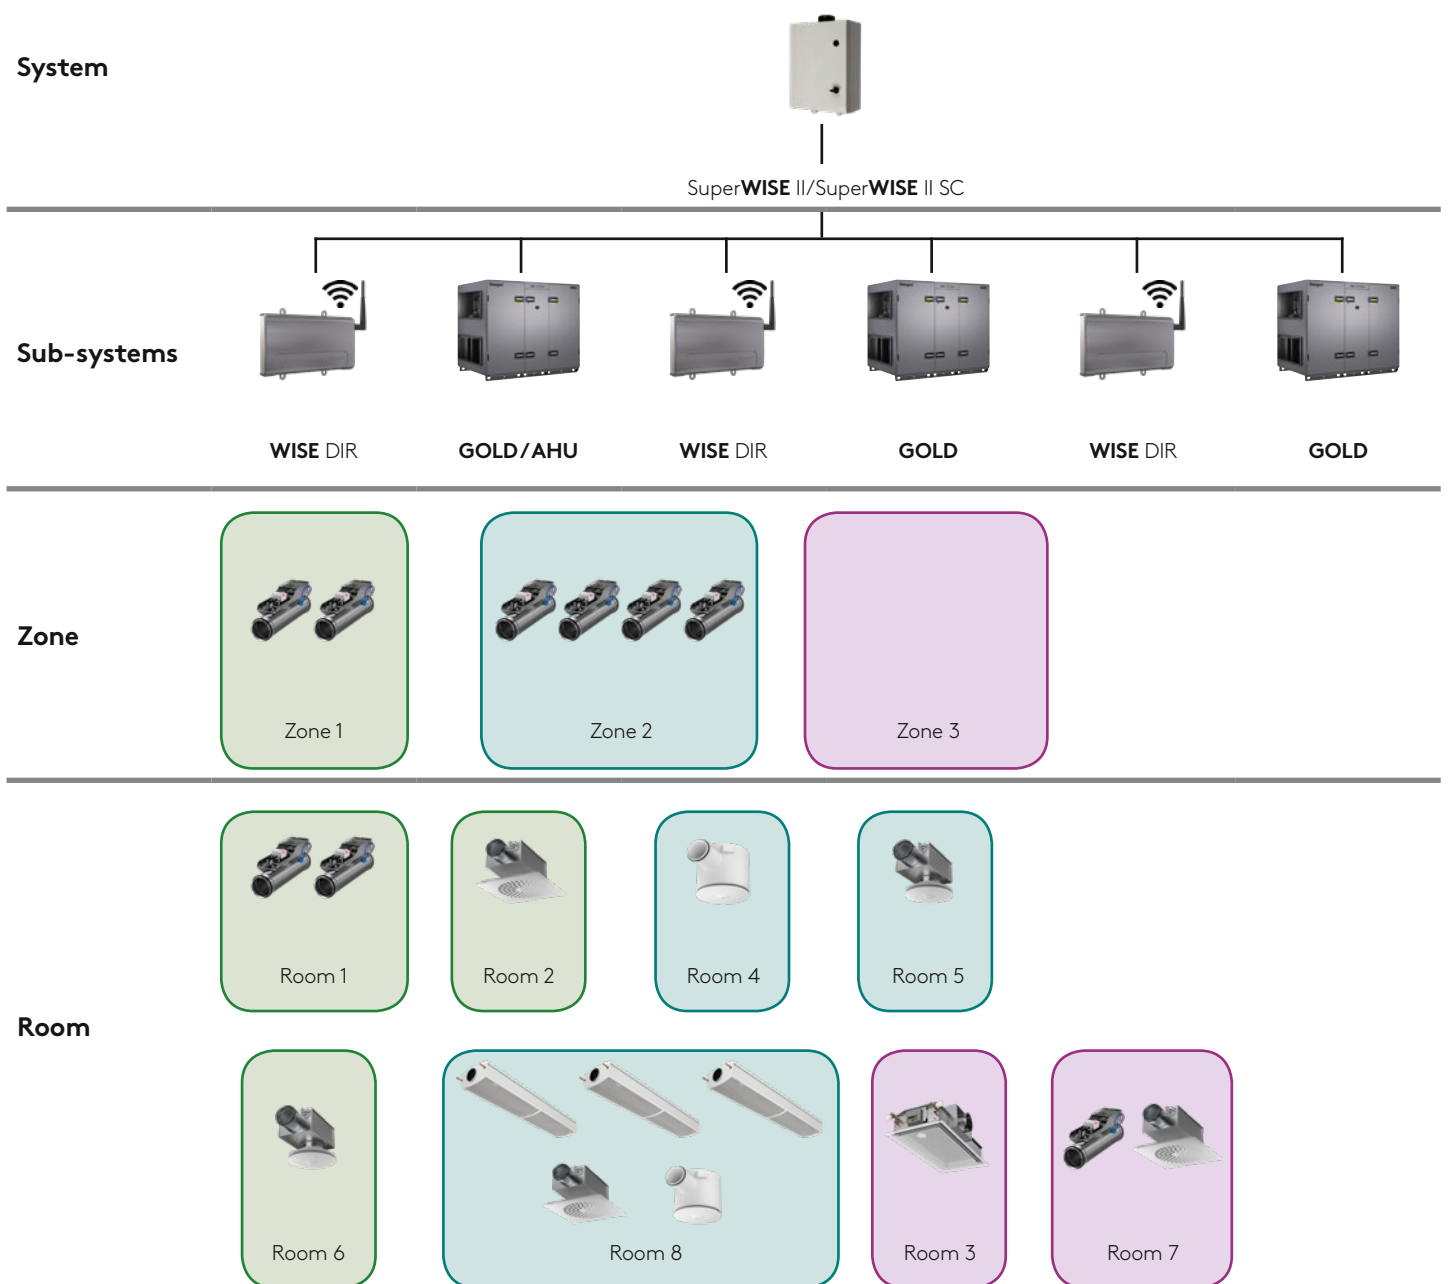 System
SuperWISE II/SuperWISE II SC
Sub-systems
WISE DIR
GOLD/AHU
WISE DIR
GOLD
WISE DIR
GOLD
Zone
Zone 1
Zone 2
Zone 3
Room
Room 1
Room 2
Room 4
Room 5
Room 6
Room 8
Room 3
Room 7